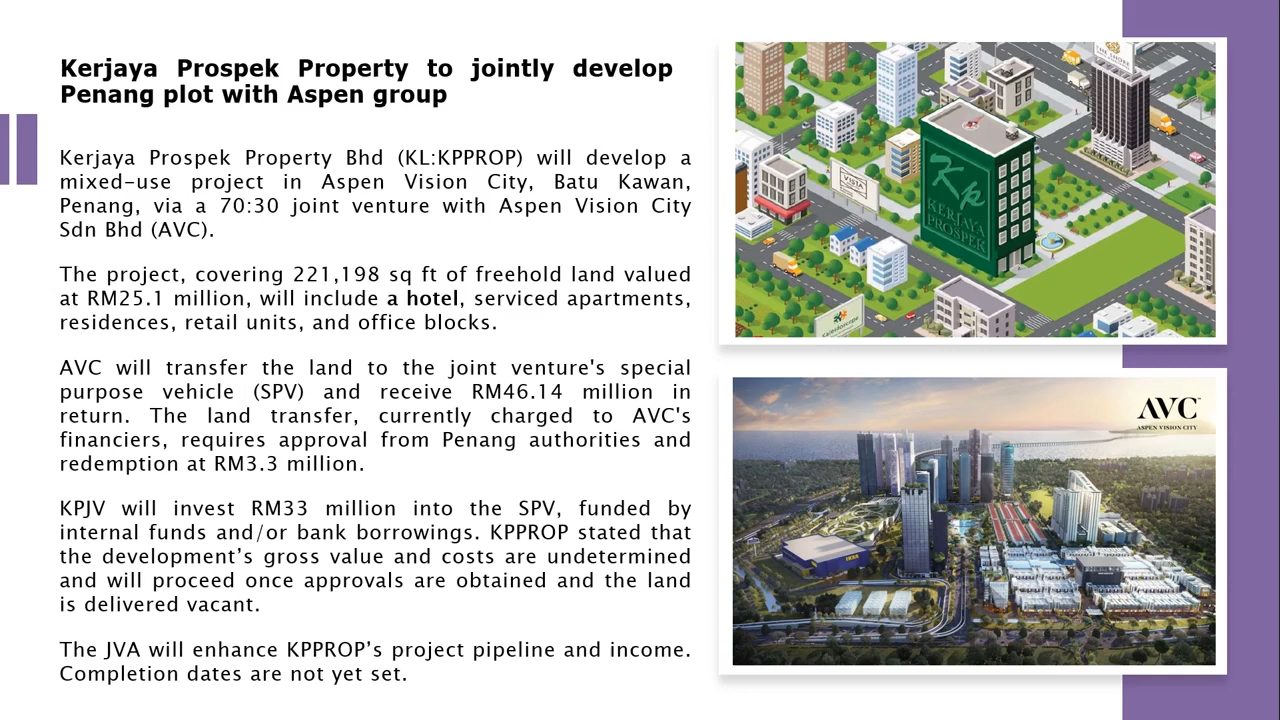 Kerjaya Prospek Property to jointly develop
Penang plot with Aspen group
Kerjaya Prospek Property Bhd (KL:KPPROP) will develop a
mixed-use project in Aspen Vision City, Batu Kawan,
Penang, via a 70:30 joint venture with Aspen Vision City
Sdn Bhd (AVC).
The project, covering 221,198 sq ft of freehold land valued
at RM25.1 million, will include a hotel, serviced apartments,
residences, retail units, and office blocks.
AVC will transfer the land to the joint venture's special
purpose vehicle (SPV) and receive RM46.14 million in
return. The land transfer, currently charged to AVC's
financiers, requires approval from Penang authorities and
redemption at RM3.3 million.
KPJV will invest RM33 million into the SPV, funded by
internal funds and/or bank borrowings. KPPROP stated that
the development’s gross value and costs are undetermined
and will proceed once approvals are obtained and the land
is delivered vacant.
The JVA will enhance KPPROP’s project pipeline and income.
Completion dates are not yet set.
VISTA
Kp
KERJAYA
PROSPEK
AVC
ASPEN VISION CITY
IKEA